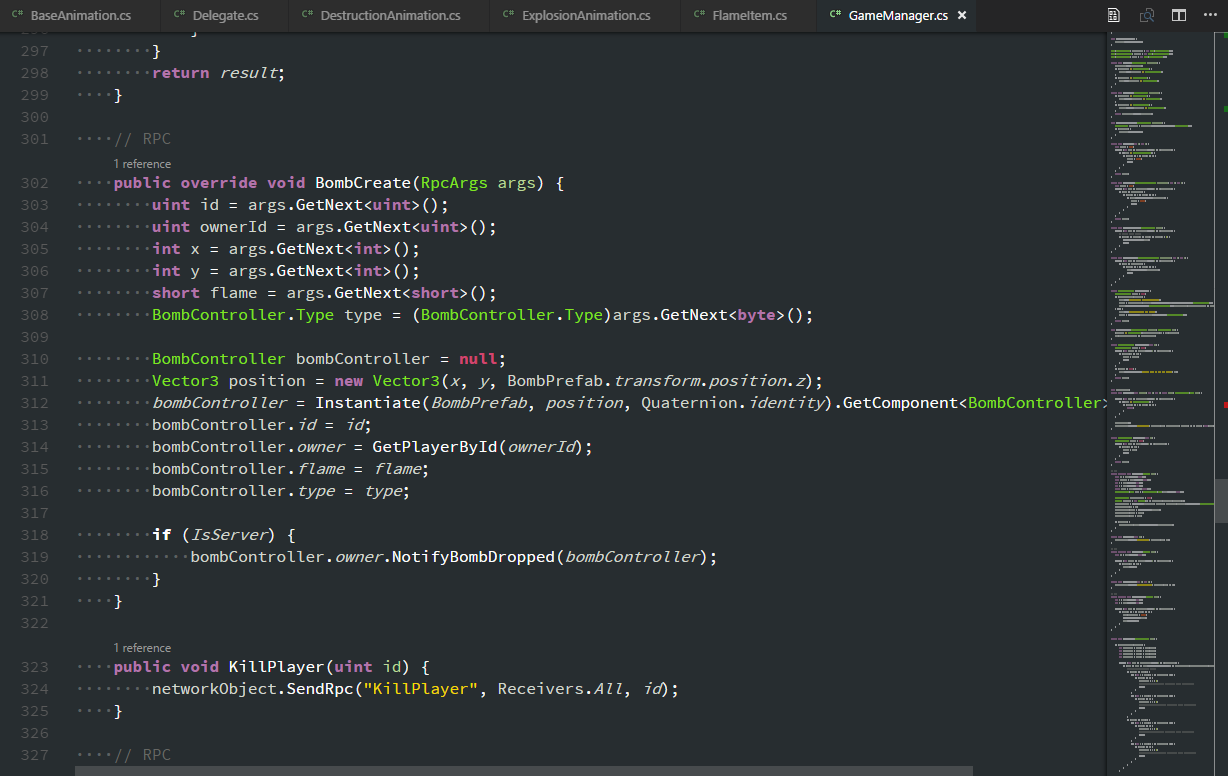 C# BaseAnimation.cs C# Delegate.cs C# DestructionAnimation.cs C# ExplosionAnimation.cs C# FlameItem.cs C# GameManager.cs ×
297 ········}
298 ········return result;
299 ····}
300
301 ····// RPC
1 reference
302 ····public override void BombCreate(RpcArgs args) {
303 ········uint id = args.GetNext<uint>();
304 ········uint ownerId = args.GetNext<uint>();
305 ········int x = args.GetNext<int>();
306 ········int y = args.GetNext<int>();
307 ········short flame = args.GetNext<short>();
308 ········BombController.Type type = (BombController.Type)args.GetNext<byte>();
309
310 ········BombController bombController = null;
311 ········Vector3 position = new Vector3(x, y, BombPrefab.transform.position.z);
312 ········bombController = Instantiate(BombPrefab, position, Quaternion.identity).GetComponent<BombController>
313 ········bombController.id = id;
314 ········bombController.owner = GetPlayerById(ownerId);
315 ········bombController.flame = flame;
316 ········bombController.type = type;
317
318 ········if (IsServer) {
319 ············bombController.owner.NotifyBombDropped(bombController);
320 ········}
321 ····}
322
1 reference
323 ····public void KillPlayer(uint id) {
324 ········networkObject.SendRpc("KillPlayer", Receivers.All, id);
325 ····}
326
327 ····// RPC